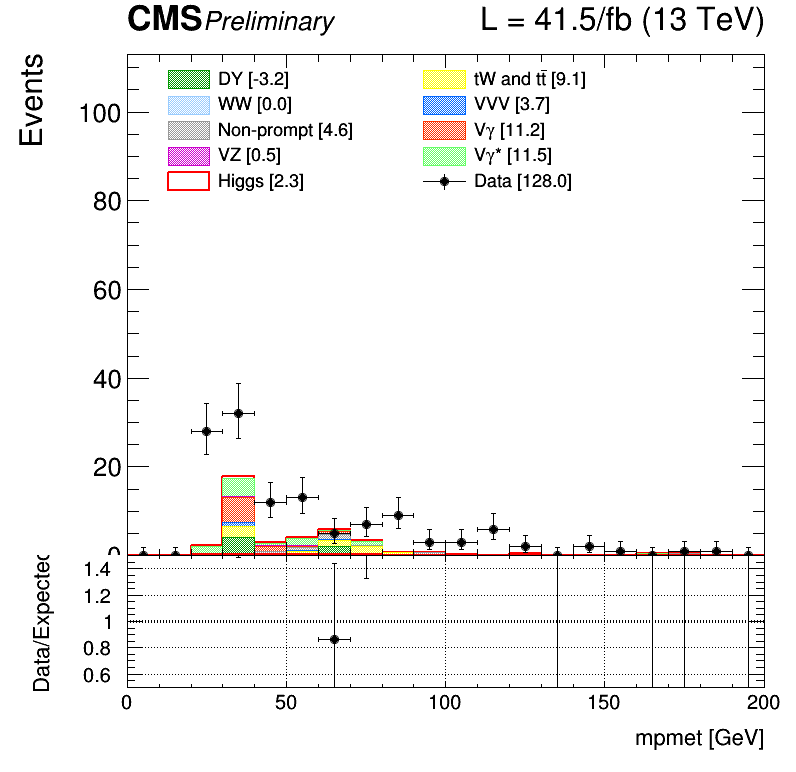 CMS Preliminary L = 41.5/fb (13 TeV)
Events
DY [-3.2] tW and tt̄ [9.1]
WW [0.0] VVV [3.7]
Non-prompt [4.6] Vγ [11.2]
VZ [0.5] Vγ* [11.5]
Higgs [2.3] Data [128.0]
100
80
60
40
20
0
Data/Expected
1.4
1.2
1
0.8
0.6
0 50 100 150 200
mpmet [GeV]